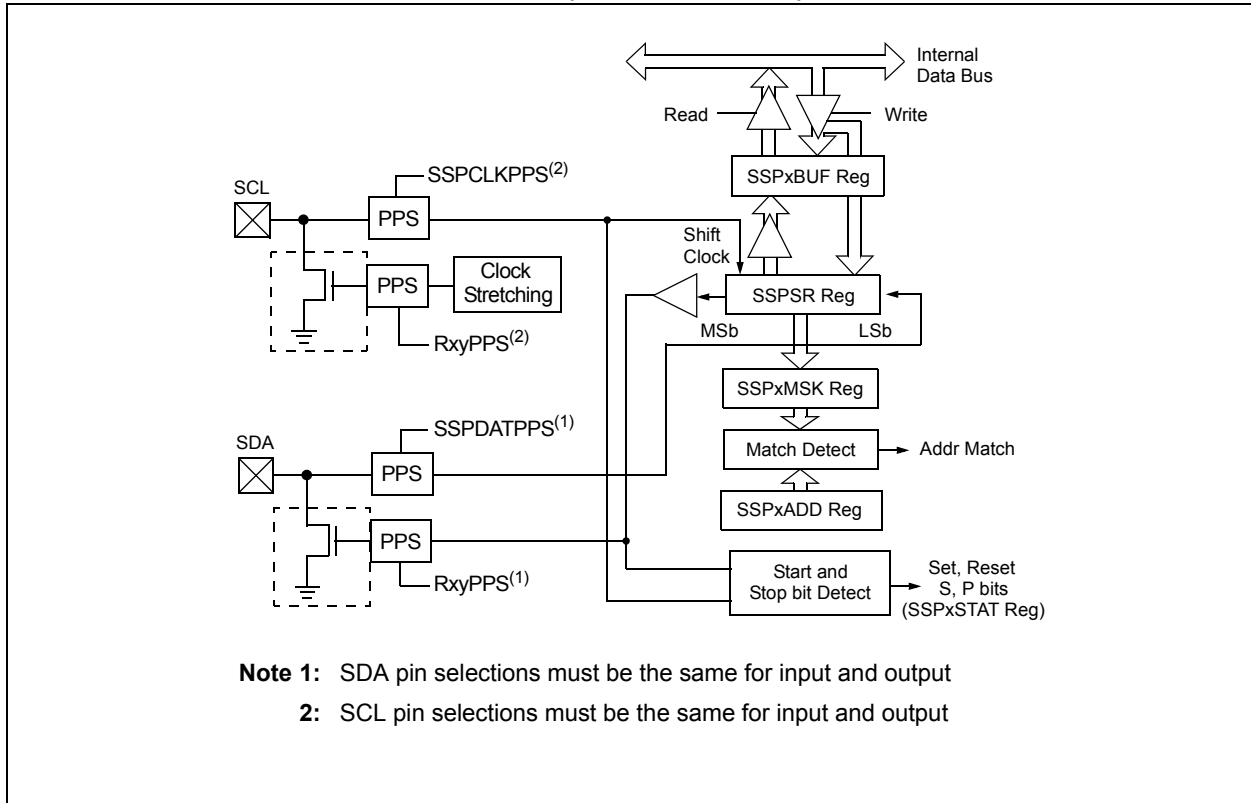 Internal
Data Bus
Read
Write
SSPxBUF Reg
SSPCLKPPS(2)
SCL
PPS
Shift
Clock
PPS
Clock
Stretching
SSPSR Reg
MSb
LSb
RxyPPS(2)
SSPxMSK Reg
SSPDATPPS(1)
SDA
PPS
Match Detect
Addr Match
SSPxADD Reg
PPS
RxyPPS(1)
Start and
Stop bit Detect
Set, Reset
S, P bits
(SSPxSTAT Reg)
Note 1: SDA pin selections must be the same for input and output
2: SCL pin selections must be the same for input and output